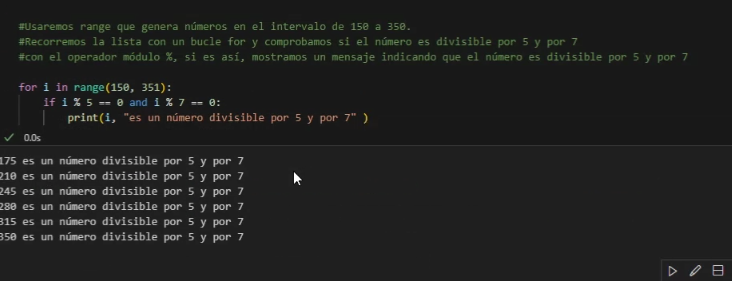 #Usaremos range que genera números en el intervalo de 150 a 350.
#Recorremos la lista con un bucle for y comprobamos si el número es divisible por 5 y por 7
#con el operador módulo %, si es así, mostramos un mensaje indicando que el número es divisible por 5 y por 7
for i in range(150, 351):
    if i % 5 == 0 and i % 7 == 0:
        print(i, "es un número divisible por 5 y por 7" )
0.0s
175 es un número divisible por 5 y por 7
210 es un número divisible por 5 y por 7
245 es un número divisible por 5 y por 7
280 es un número divisible por 5 y por 7
315 es un número divisible por 5 y por 7
350 es un número divisible por 5 y por 7